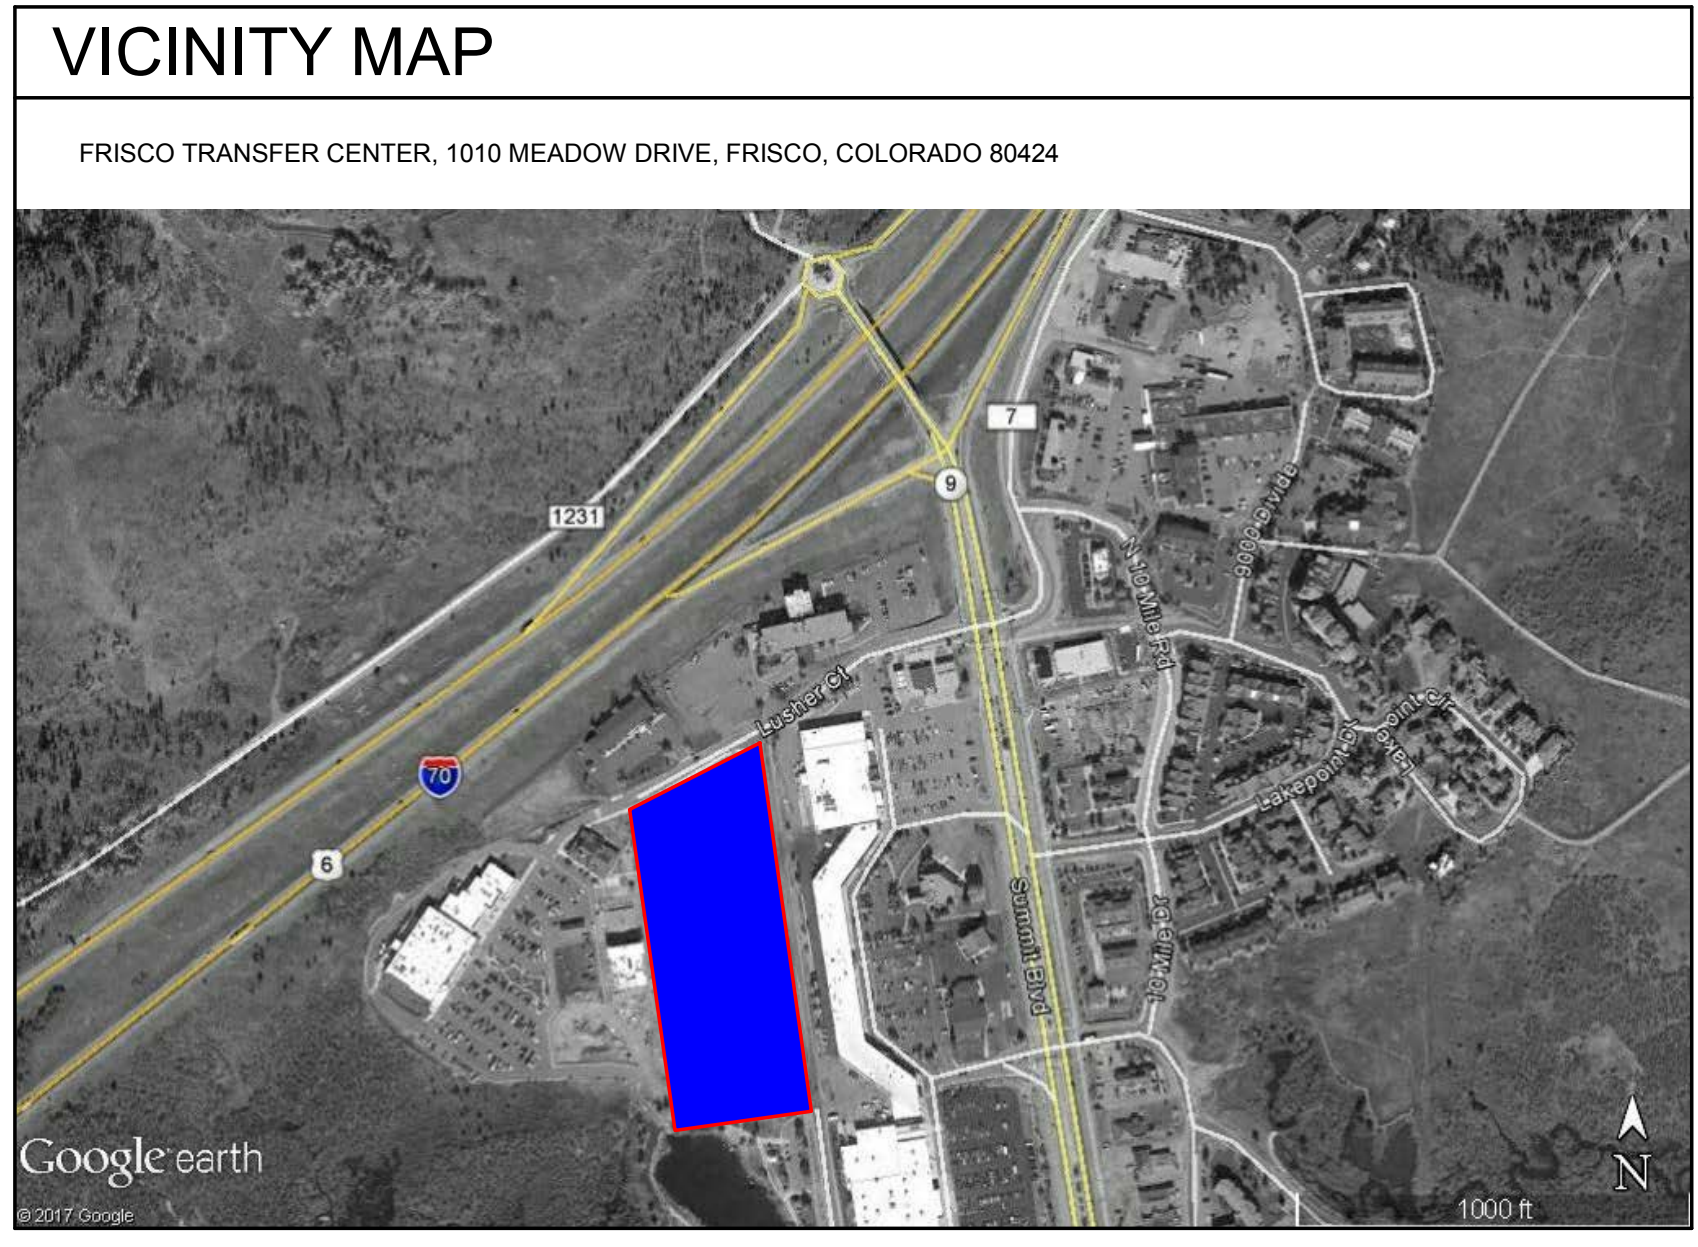 VICINITY MAP
FRISCO TRANSFER CENTER, 1010 MEADOW DRIVE, FRISCO, COLORADO 80424
7
9
1231
9000 Divide
N 10 Mile Rd
Lusher Ct
Lakepoint Cir
Lakepoint Dr
70
6
Summit Blvd
10 Mile Dr
Google earth
N
© 2017 Google
1000 ft